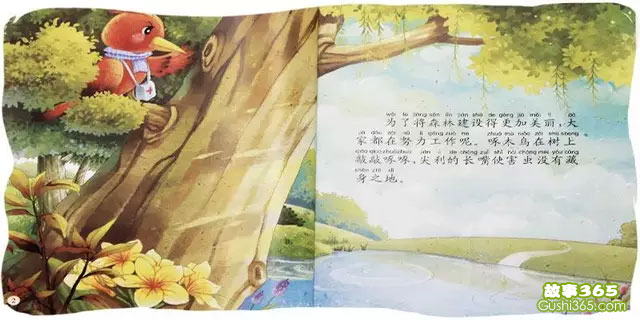 为了将森林建设得更加美丽，大
家都在努力工作呢。啄木鸟在树上
敲敲啄啄，尖利的长嘴使害虫没有藏
身之地。
2
故事365
Gushi365.com